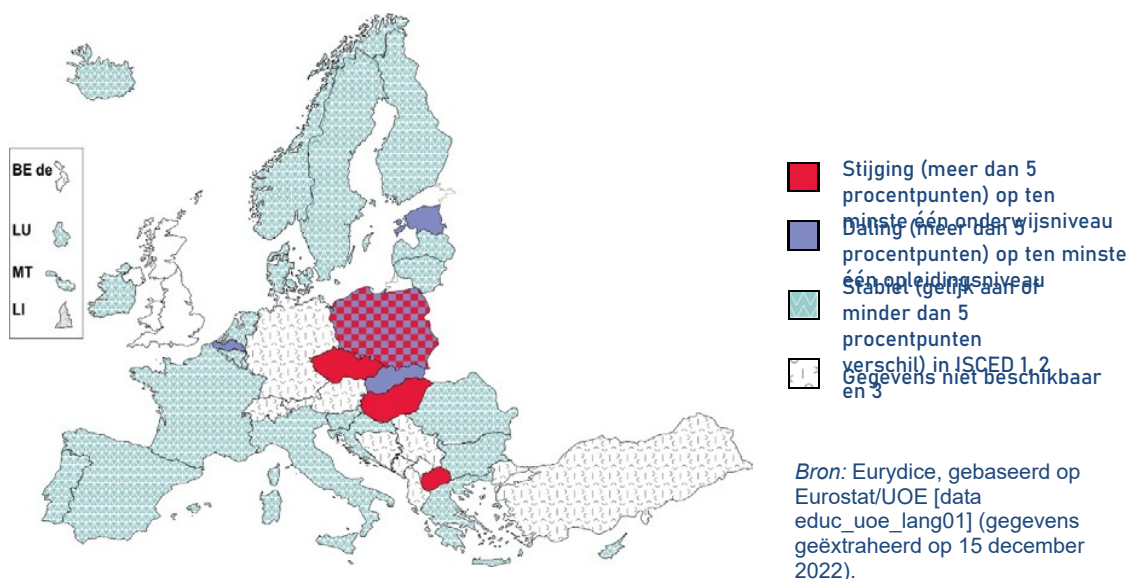 BE de
LU
MT
LI
Stijging (meer dan 5
procentpunten) op ten
minste één onderwijsniveau
Daling (meer dan 5
procentpunten) op ten minste
één opleidingsniveau
Stabiel (gelijk aan of
minder dan 5
procentpunten
verschil) in ISCED 1, 2
en 3
Gegevens niet beschikbaar
Bron: Eurydice, gebaseerd op
Eurostat/UOE [data
educ_uoe_lang01] (gegevens
geëxtraheerd op 15 december
2022).